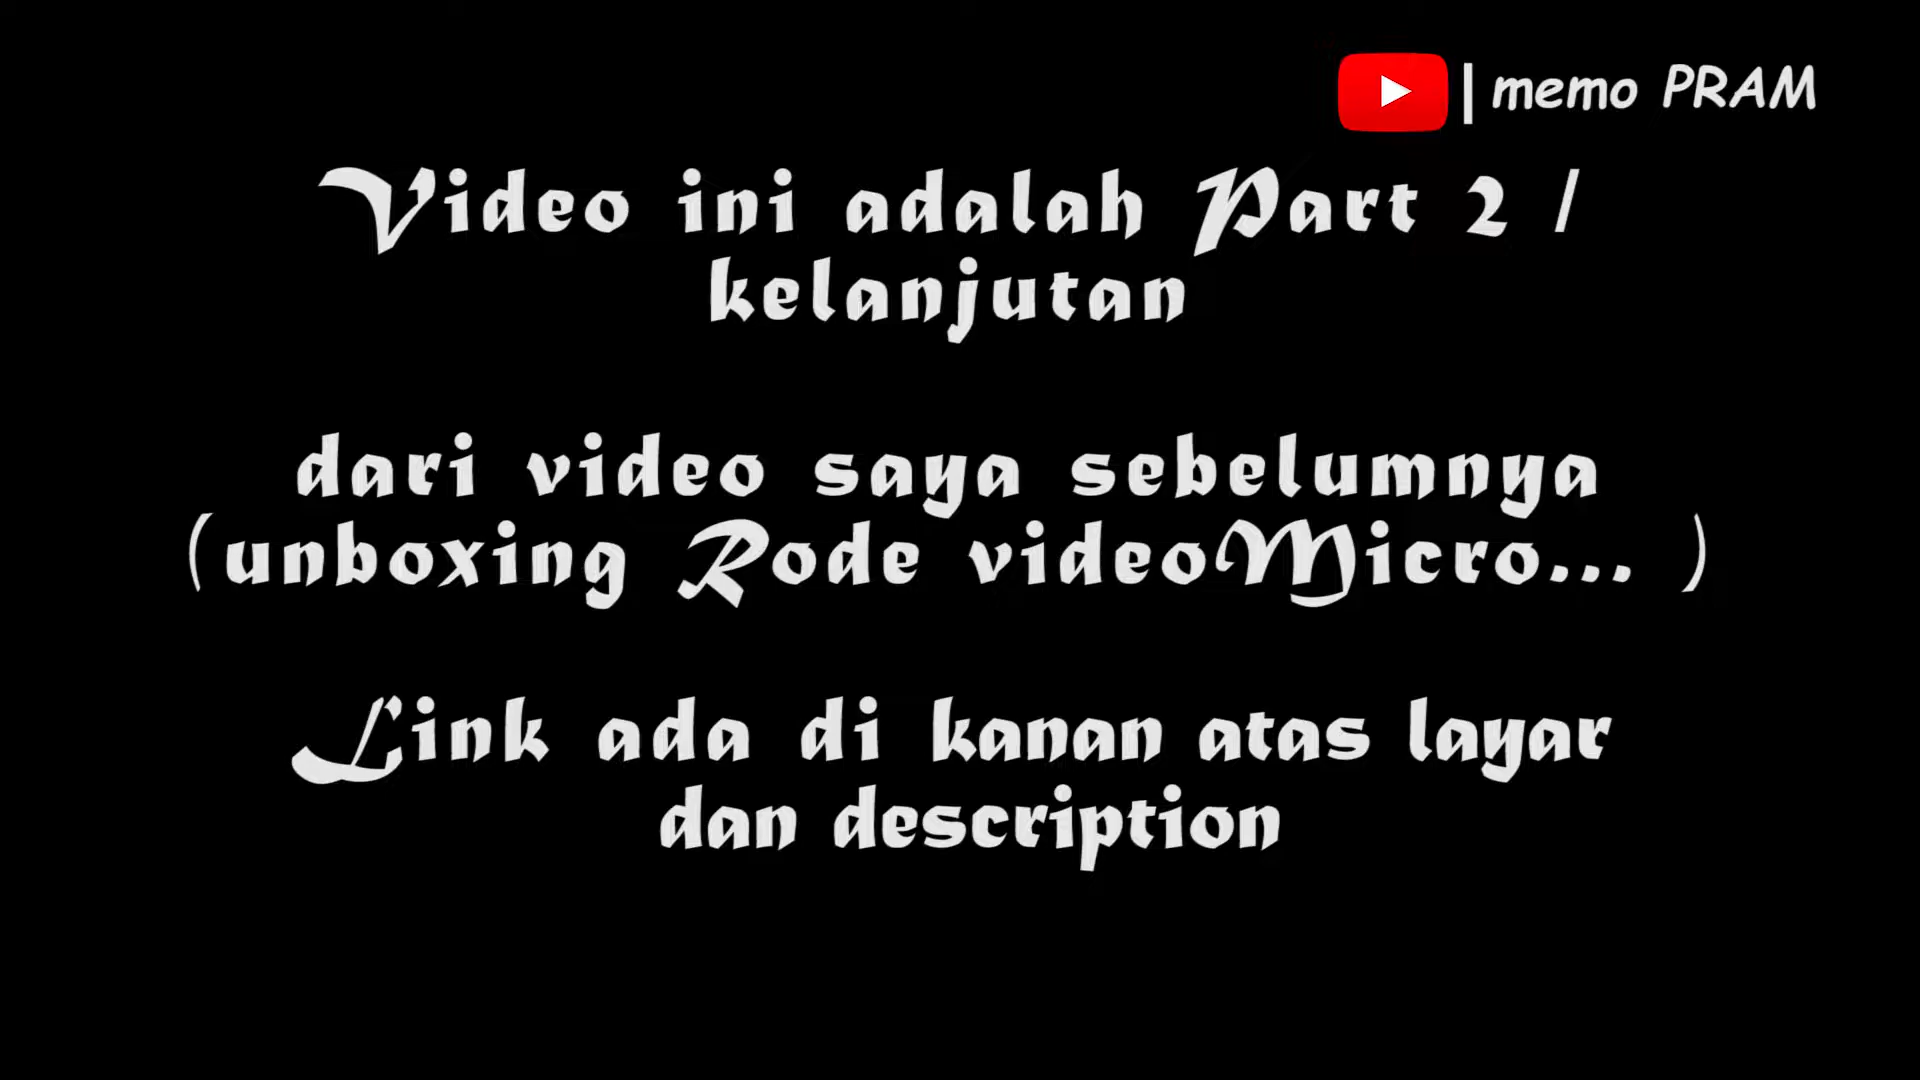 | memo PRAM
Video ini adalah Part 2 /
kelanjutan
dari video saya sebelumnya
(unboxing Rode videoMicro... )
Link ada di kanan atas layar
dan description